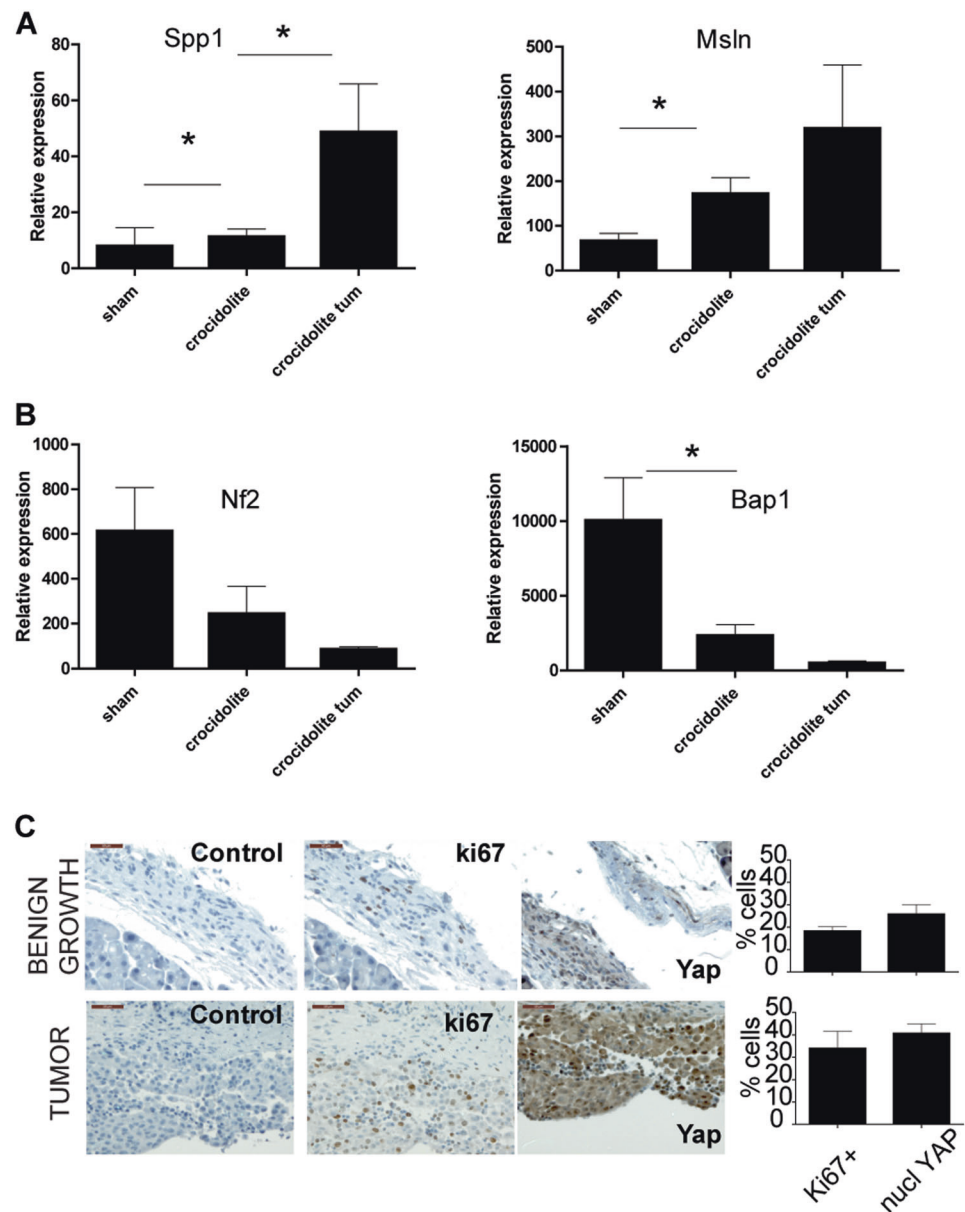 A
Spp1
*
*
Relative expression
80
60
40
20
0
sham
crocidolite
crocidolite tum
Msln
*
Relative expression
500
400
300
200
100
0
sham
crocidolite
crocidolite tum
B
Nf2
Relative expression
1000
800
600
400
200
0
sham
crocidolite
crocidolite tum
Bap1
*
Relative expression
15000
10000
5000
0
sham
crocidolite
crocidolite tum
C
BENIGN
GROWTH
Control
ki67
Yap
% cells
50
40
30
20
10
0
TUMOR
Control
ki67
Yap
% cells
50
40
30
20
10
0
Ki67+
nucl YAP